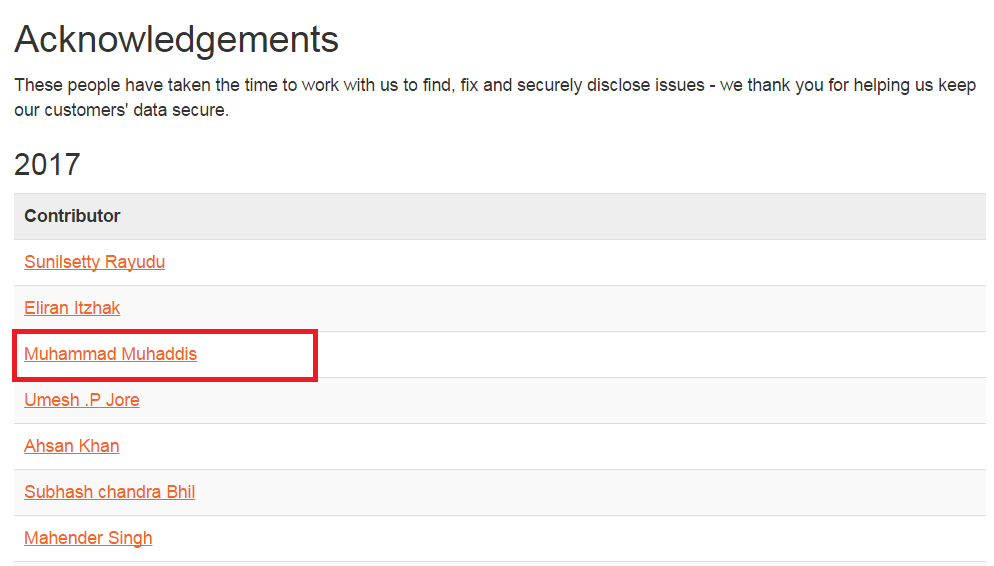 Acknowledgements
These people have taken the time to work with us to find, fix and securely disclose issues - we thank you for helping us keep
our customers' data secure.
2017
Contributor
Sunilsetty Rayudu
Eliran Itzhak
Muhammad Muhaddis
Umesh .P Jore
Ahsan Khan
Subhash chandra Bhil
Mahender Singh